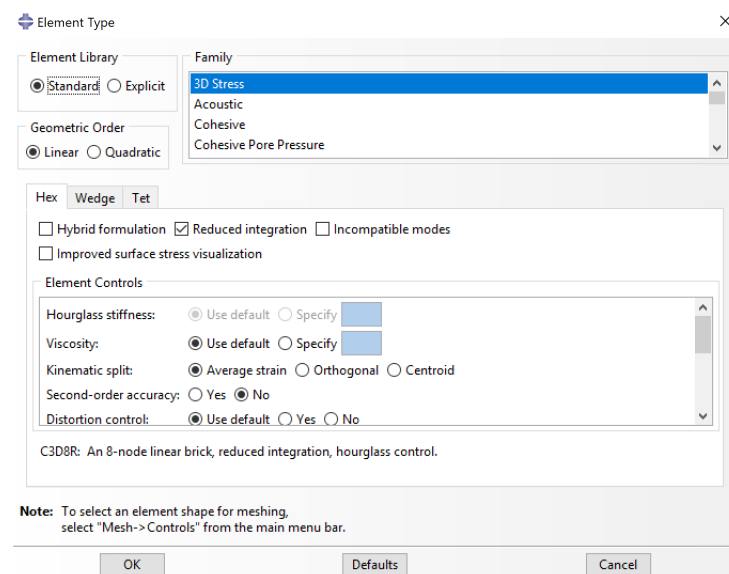 Element Type
Element Library
Standard Explicit
Family
3D Stress
Acoustic
Cohesive
Cohesive Pore Pressure
Geometric Order
Linear Quadratic
Hex Wedge Tet
Hybrid formulation Reduced integration Incompatible modes
Improved surface stress visualization
Element Controls
Hourglass stiffness: Use default Specify
Viscosity: Use default Specify
Kinematic split: Average strain Orthogonal Centroid
Second-order accuracy: Yes No
Distortion control: Use default Yes No
C3D8R: An 8-node linear brick, reduced integration, hourglass control.
Note: To select an element shape for meshing,
select "Mesh->Controls" from the main menu bar.
OK Defaults Cancel